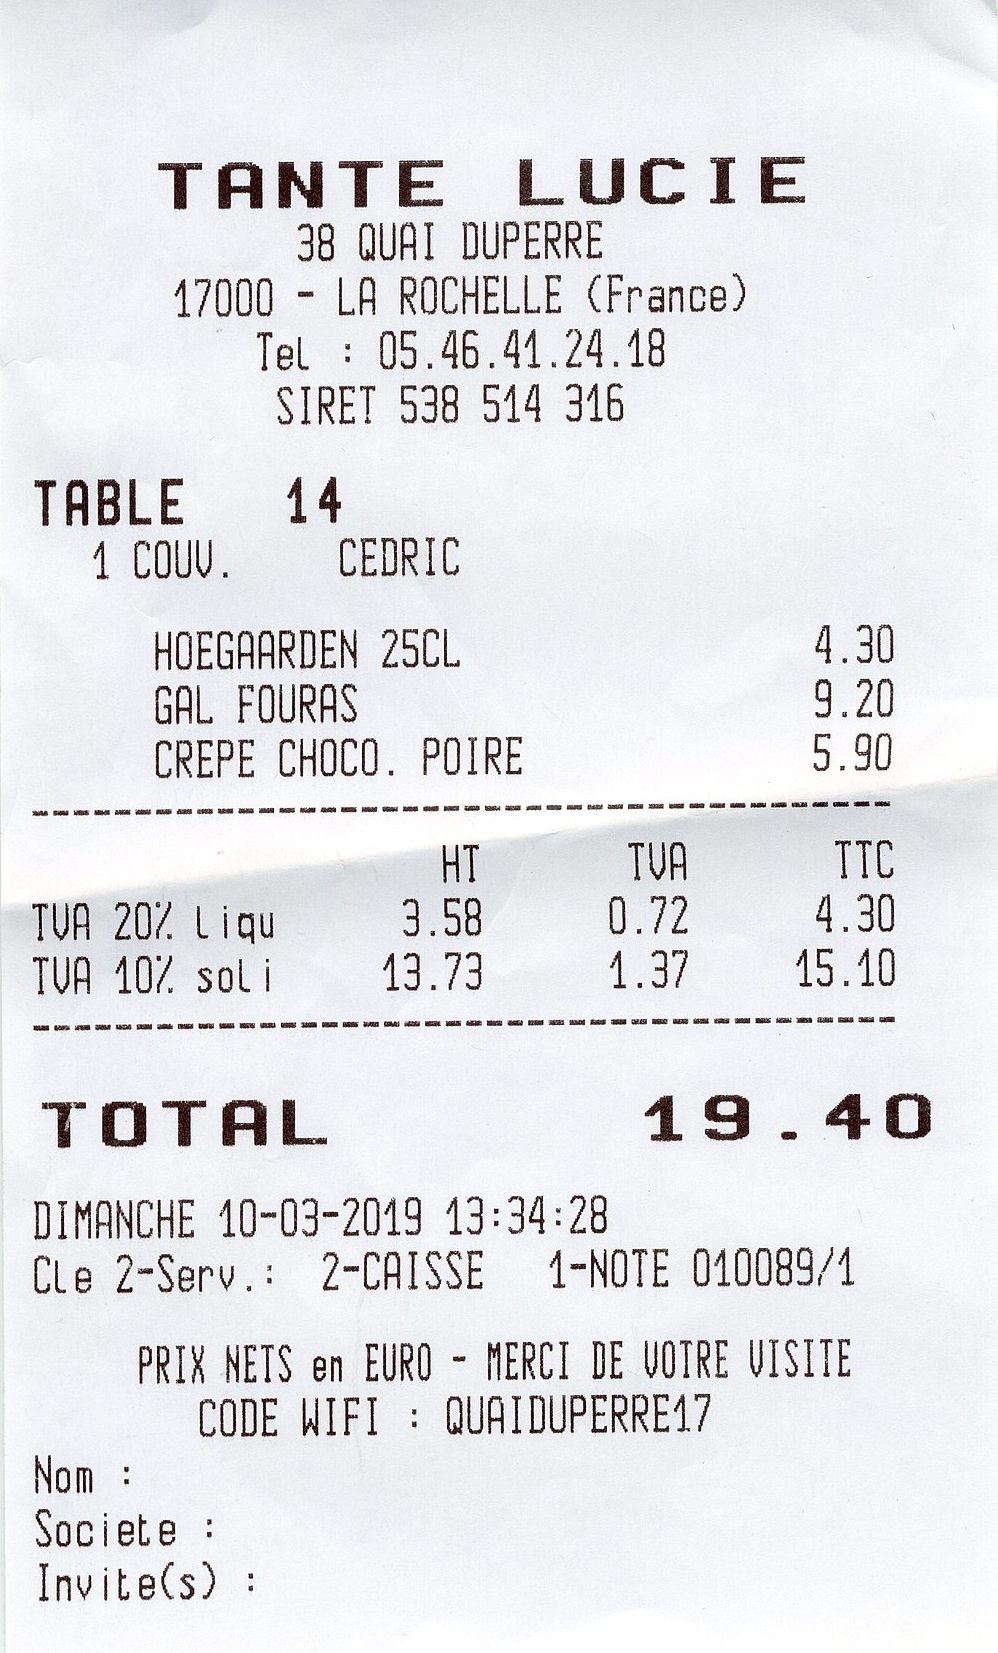 TANTE LUCIE
38 QUAI DUPERRE
17000 - LA ROCHELLE (France)
Tel : 05.46.41.24.18
SIRET 538 514 316
TABLE 14
1 COUV. CEDRIC
HOEGAARDEN 25CL 4.30
GAL FOURAS 9.20
CREPE CHOCO. POIRE 5.90
HT TVA TTC
TVA 20% Liqu 3.58 0.72 4.30
TVA 10% soli 13.73 1.37 15.10
TOTAL 19.40
DIMANCHE 10-03-2019 13:34:28
Cle 2-Serv.: 2-CAISSE 1-NOTE 010089/1
PRIX NETS en EURO - MERCI DE VOTRE VISITE
CODE WIFI : QUAIDUPERRE17
Nom :
Societe :
Invite(s) :